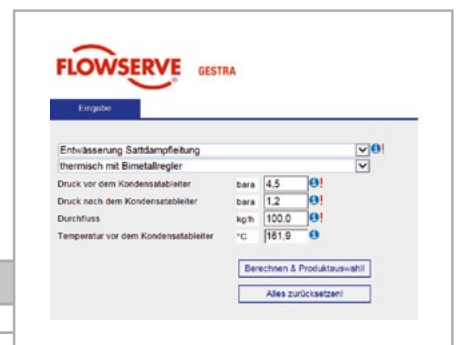 FLOWSERVE GESTRA
Eingabe
Entwässerung Sattdampfleitung
thermisch mit Bimetallregler
Druck vor dem Kondensatableiter bara 4,5
Druck nach dem Kondensatableiter bara 1,2
Durchfluss kg/h 100,0
Temperatur vor dem Kondensatableiter °C 161,9
Berechnen & Produktauswahl!
Alles zurücksetzen!